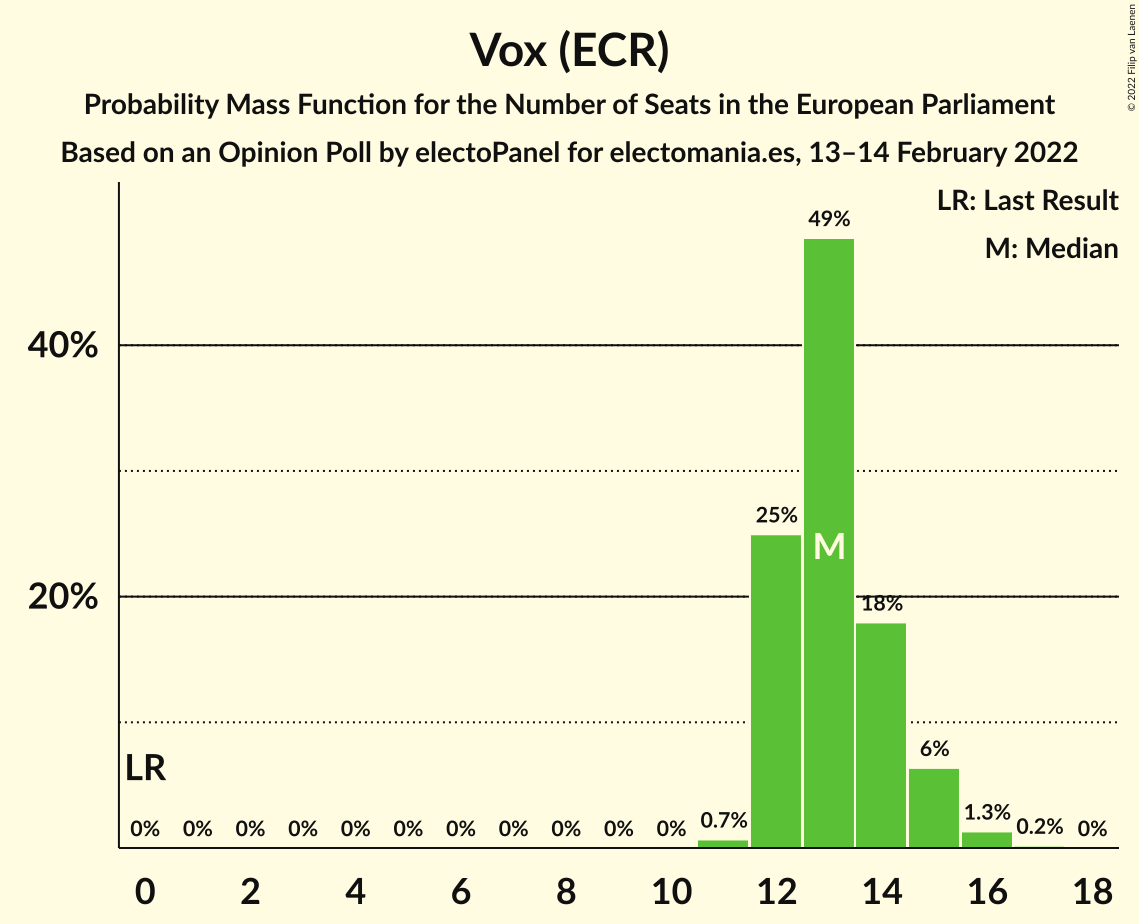 Vox (ECR)
Probability Mass Function for the Number of Seats in the European Parliament
Based on an Opinion Poll by electoPanel for electomania.es, 13–14 February 2022
© 2022 Filip van Laenen
LR: Last Result
M: Median
49%
40%
25%
M
20%
18%
6%
LR
0% 0% 0% 0% 0% 0% 0% 0% 0% 0% 0% 0.7% 1.3% 0.2% 0%
0 2 4 6 8 10 12 14 16 18